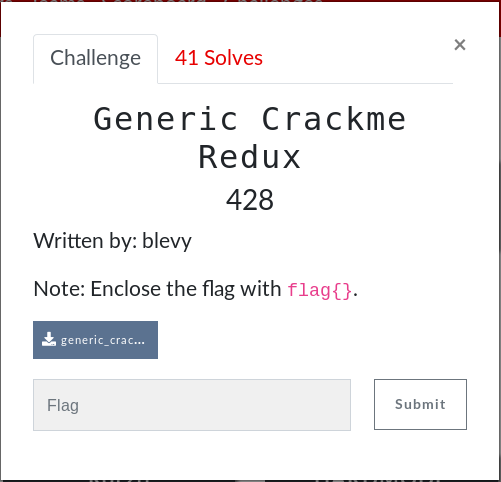 Challenge
41 Solves
×
Generic Crackme
Redux
428
Written by: blevy
Note: Enclose the flag with flag{}.
generic_crac...
Flag
Submit